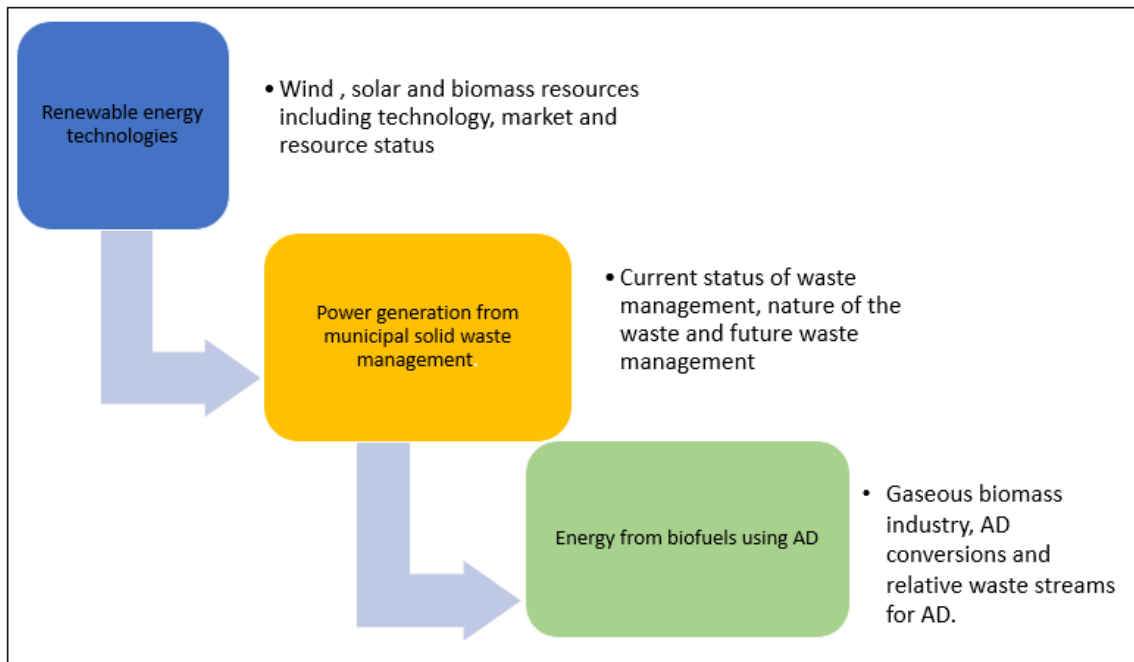 Renewable energy
technologies
• Wind , solar and biomass resources
including technology, market and
resource status
Power generation from
municipal solid waste
management.
• Current status of waste
management, nature of the
waste and future waste
management
Energy from biofuels using AD
• Gaseous biomass
industry, AD
conversions and
relative waste streams
for AD.